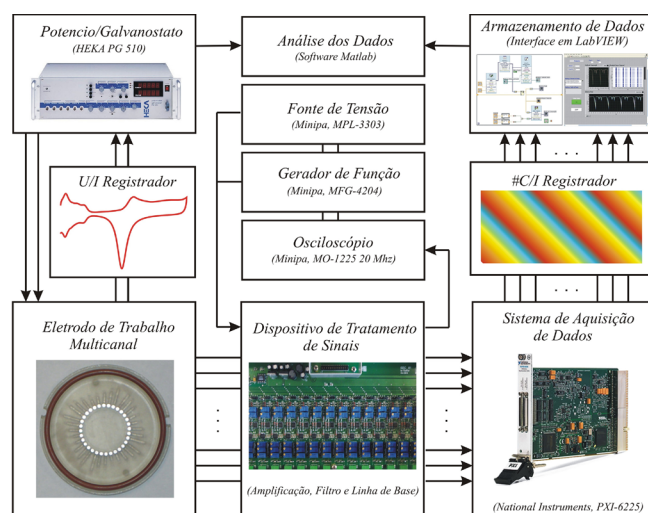 Potencio/Galvanostato
(HEKA PG 510)
HEKA
Análise dos Dados
(Software Matlab)
Armazenamento de Dados
(Interface em LabVIEW)
Fonte de Tensão
(Minipa, MPL-3303)
Gerador de Função
(Minipa, MFG-4204)
Osciloscópio
(Minipa, MO-1225 20 Mhz)
U/I Registrador
#C/I Registrador
Eletrodo de Trabalho
Multicanal
Dispositivo de Tratamento
de Sinais
(Amplificação, Filtro e Linha de Base)
Sistema de Aquisição
de Dados
PXI
(National Instruments, PXI-6225)